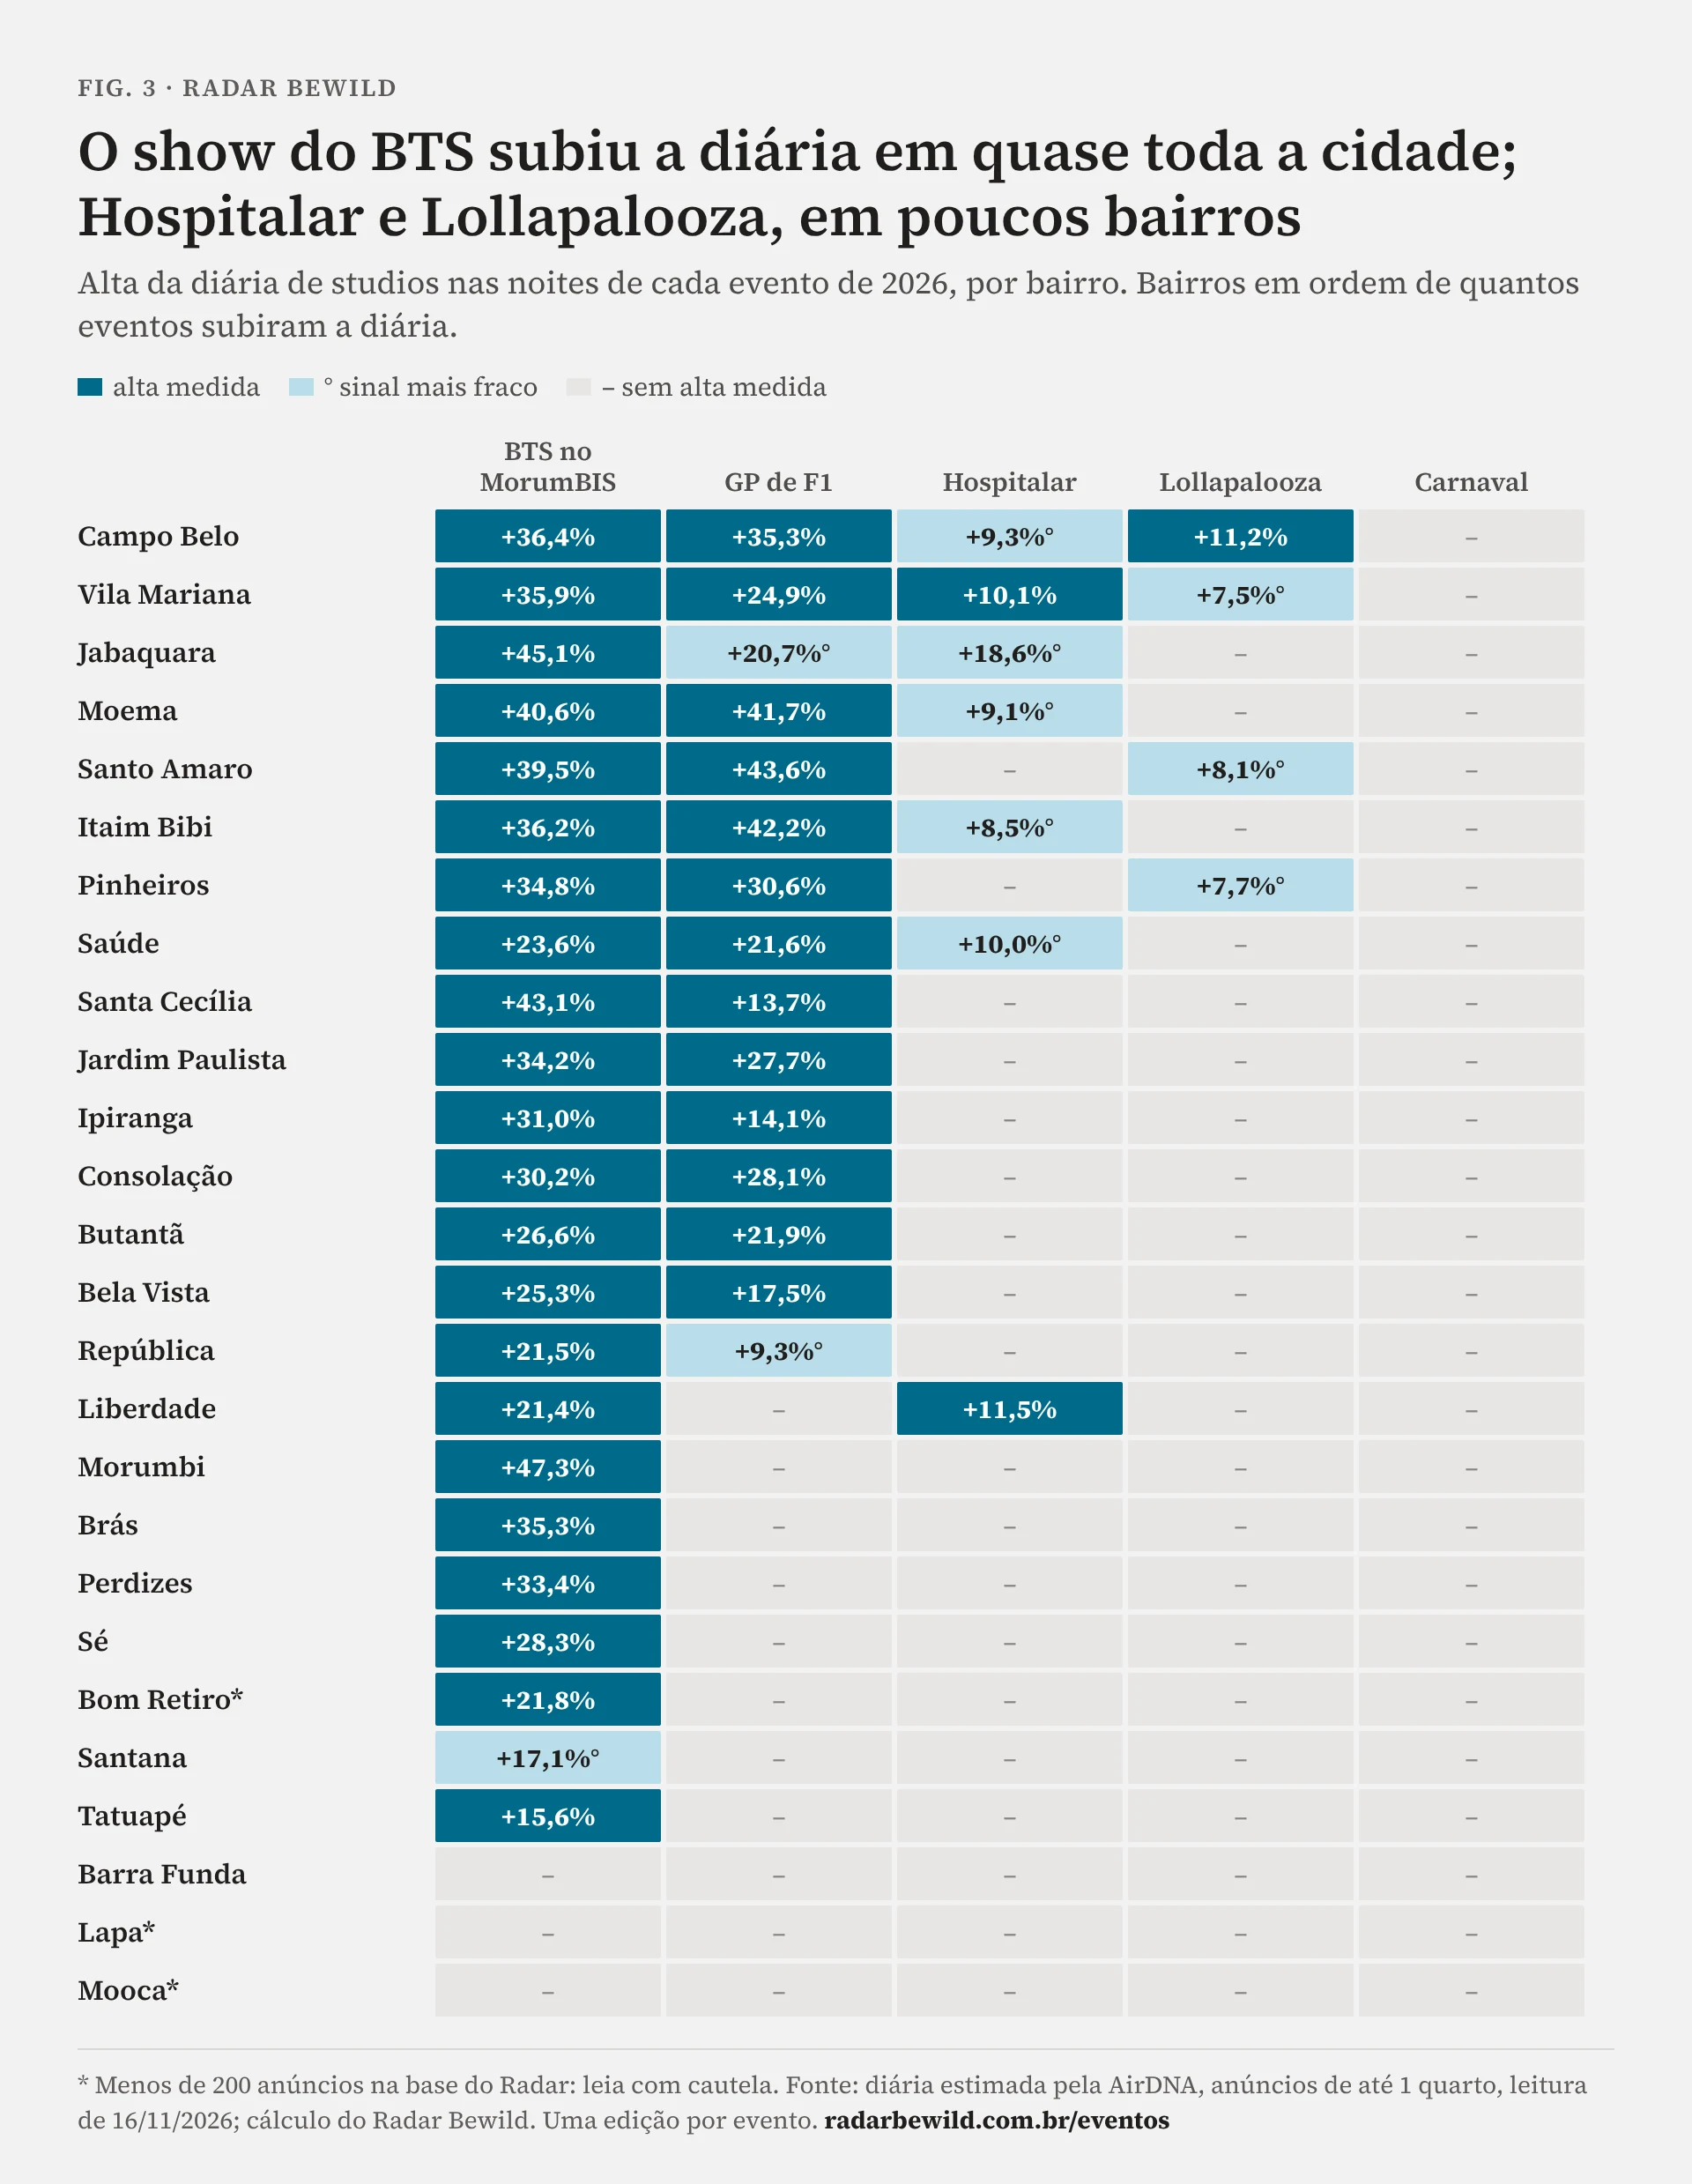 FIG. 3 · RADAR BEWILD
O show do BTS subiu a diária em quase toda a cidade;
Hospitalar e Lollapalooza, em poucos bairros
Alta da diária de studios nas noites de cada evento de 2026, por bairro. Bairros em ordem de quantos
eventos subiram a diária.
alta medida ° sinal mais fraco – sem alta medida
BTS no
MorumBIS GP de F1 Hospitalar Lollapalooza Carnaval
Campo Belo +36,4% +35,3% +9,3%° +11,2% –
Vila Mariana +35,9% +24,9% +10,1% +7,5%° –
Jabaquara +45,1% +20,7%° +18,6%° – –
Moema +40,6% +41,7% +9,1%° – –
Santo Amaro +39,5% +43,6% – +8,1%° –
Itaim Bibi +36,2% +42,2% +8,5%° – –
Pinheiros +34,8% +30,6% – +7,7%° –
Saúde +23,6% +21,6% +10,0%° – –
Santa Cecília +43,1% +13,7% – – –
Jardim Paulista +34,2% +27,7% – – –
Ipiranga +31,0% +14,1% – – –
Consolação +30,2% +28,1% – – –
Butantã +26,6% +21,9% – – –
Bela Vista +25,3% +17,5% – – –
República +21,5% +9,3%° – – –
Liberdade +21,4% – +11,5% – –
Morumbi +47,3% – – – –
Brás +35,3% – – – –
Perdizes +33,4% – – – –
Sé +28,3% – – – –
Bom Retiro* +21,8% – – – –
Santana +17,1%° – – – –
Tatuapé +15,6% – – – –
Barra Funda – – – – –
Lapa* – – – – –
Mooca* – – – – –
* Menos de 200 anúncios na base do Radar: leia com cautela. Fonte: diária estimada pela AirDNA, anúncios de até 1 quarto, leitura
de 16/11/2026; cálculo do Radar Bewild. Uma edição por evento. radarbewild.com.br/eventos